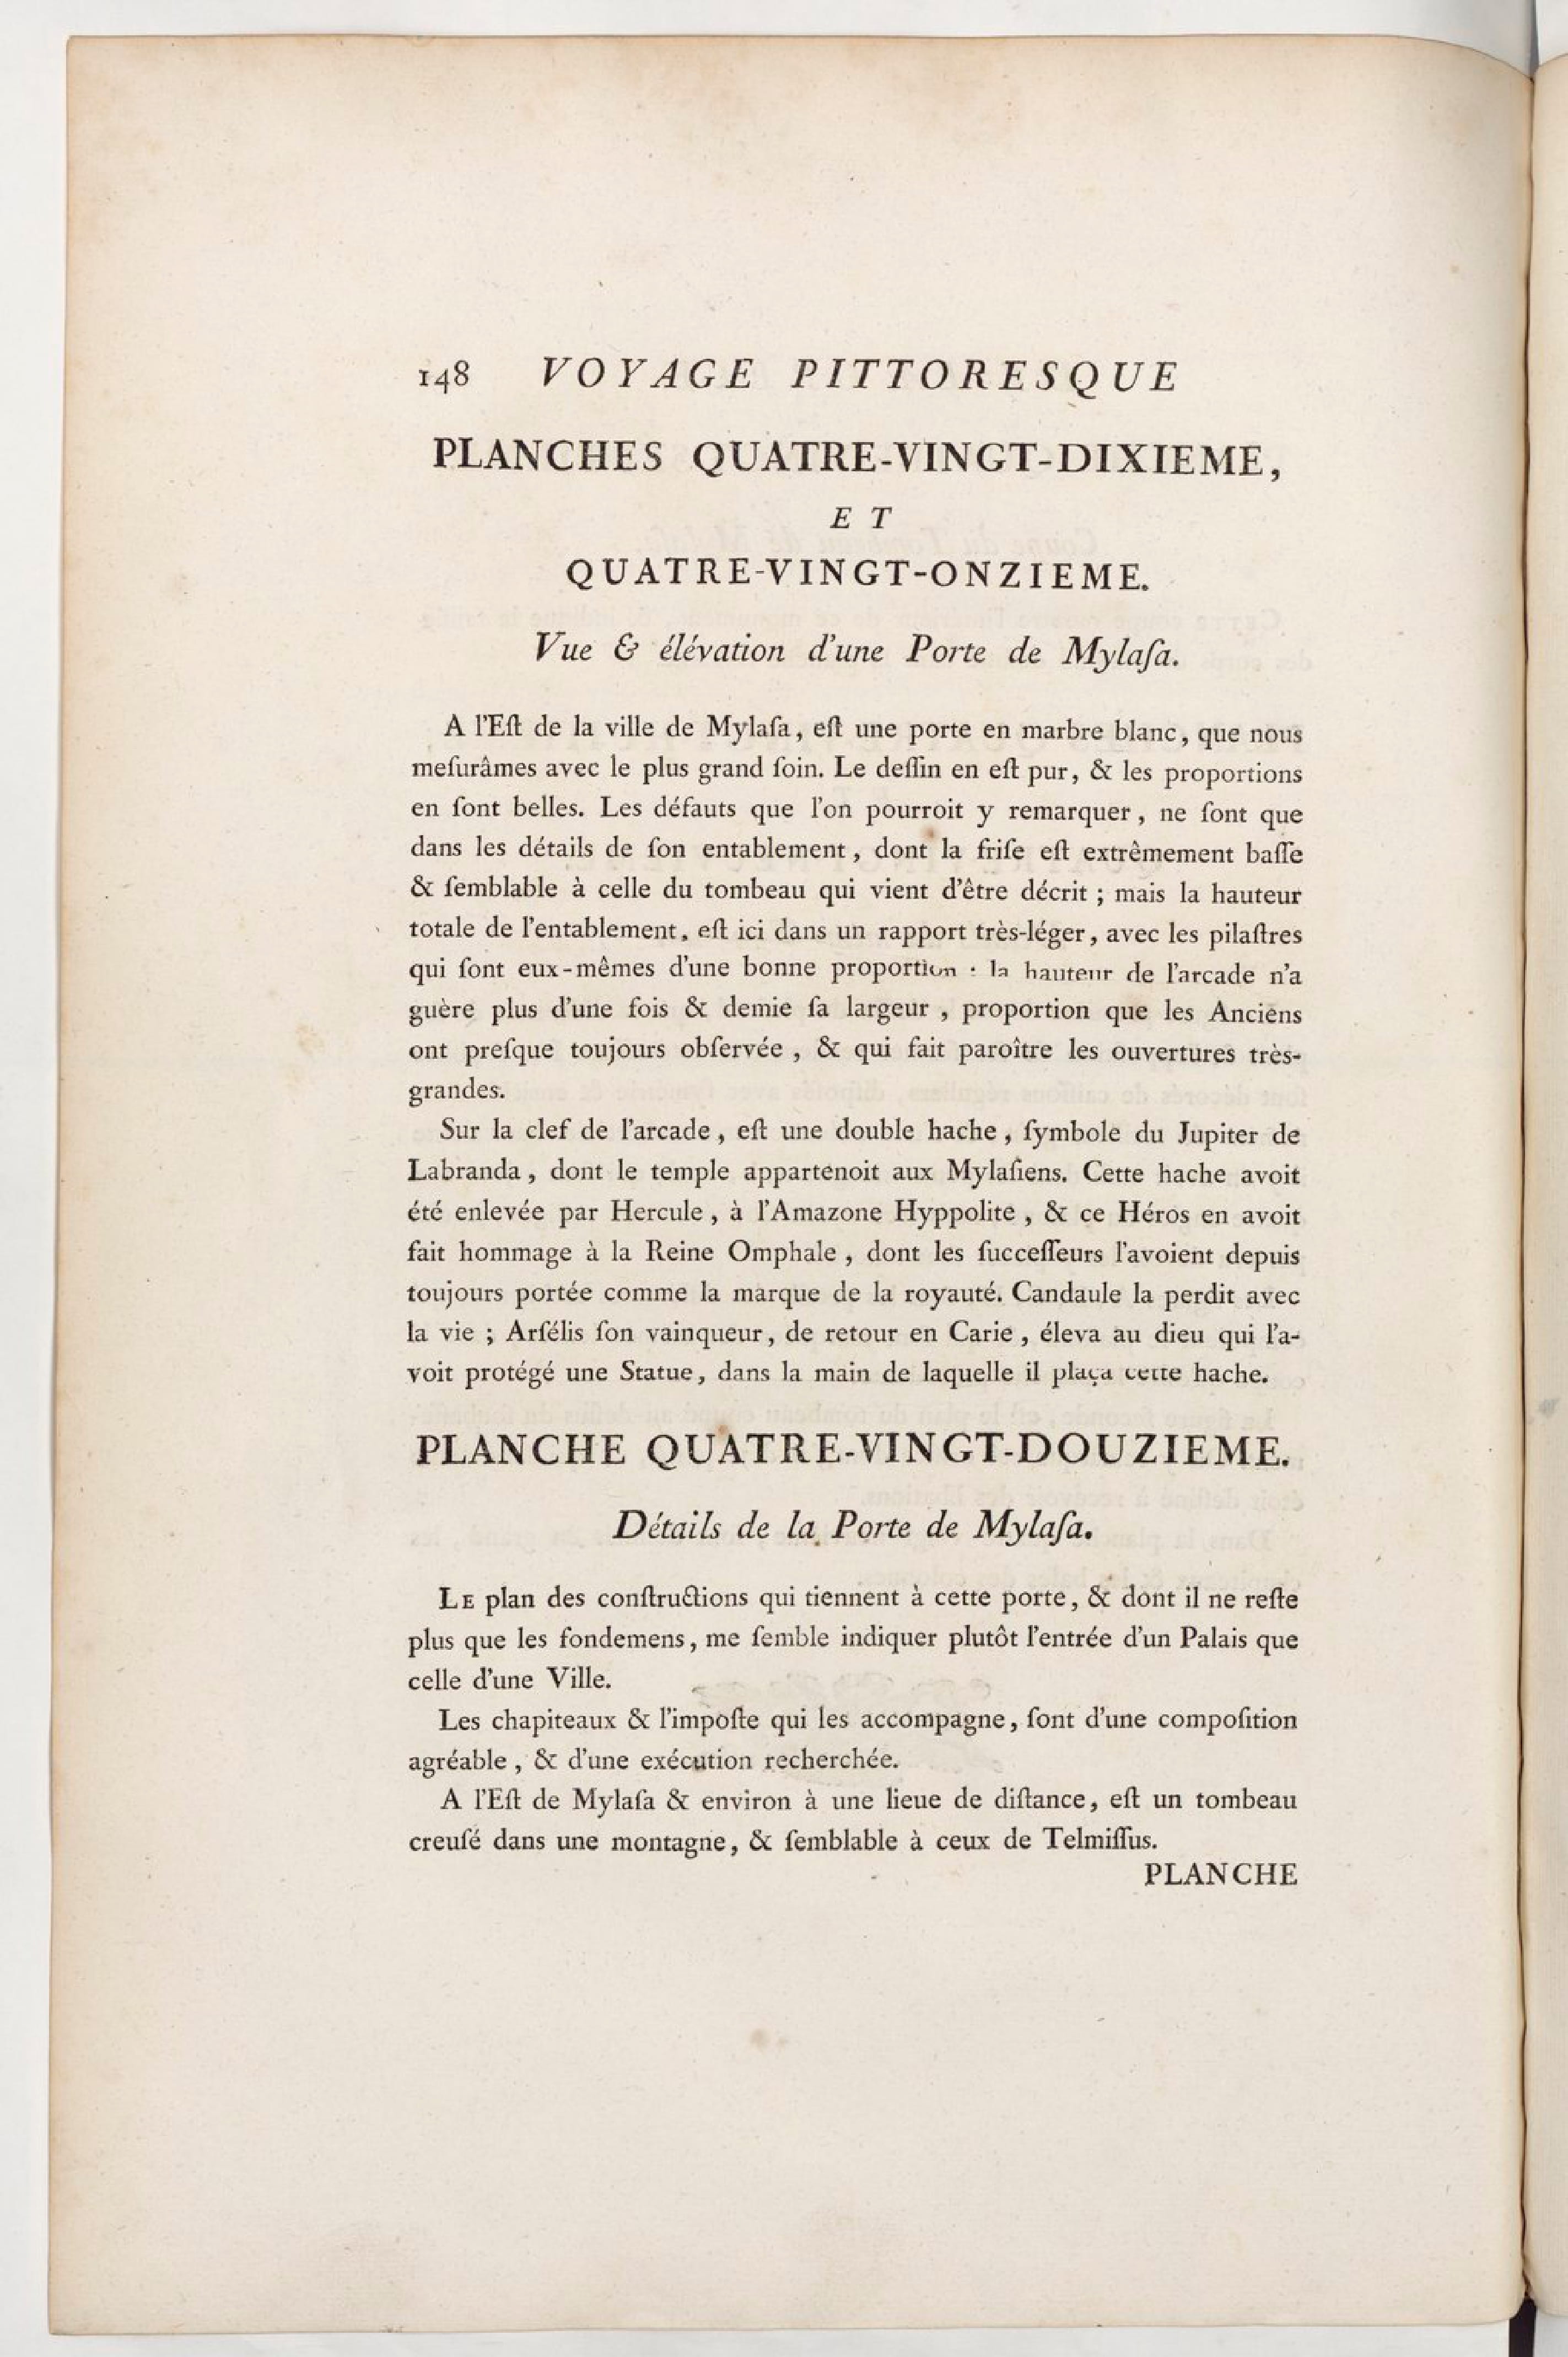 148 VOYAGE PITTORESQUE
PLANCHES QUATRE-VINGT-DIXIEME,
ET
QUATRE-VINGT-ONZIEME.
Vue & élévation d'une Porte de Mylaſa.
A l'Eſt de la ville de Mylaſa, eſt une porte en marbre blanc, que nous
meſurâmes avec le plus grand ſoin. Le deſſin en eſt pur, & les proportions
en ſont belles. Les défauts que l'on pourroit y remarquer, ne ſont que
dans les détails de ſon entablement, dont la friſe eſt extrêmement baſſe
& ſemblable à celle du tombeau qui vient d'être décrit ; mais la hauteur
totale de l'entablement, eſt ici dans un rapport très-léger, avec les pilaſtres
qui ſont eux-mêmes d'une bonne proportion : la hauteur de l'arcade n'a
guère plus d'une fois & demie ſa largeur , proportion que les Anciens
ont preſque toujours obſervée , & qui fait paroître les ouvertures très-
grandes.
Sur la clef de l'arcade , eſt une double hache , ſymbole du Jupiter de
Labranda , dont le temple appartenoit aux Mylaſiens. Cette hache avoit
été enlevée par Hercule , à l'Amazone Hyppolite , & ce Héros en avoit
fait hommage à la Reine Omphale , dont les ſucceſſeurs l'avoient depuis
toujours portée comme la marque de la royauté. Candaule la perdit avec
la vie ; Arſélis ſon vainqueur, de retour en Carie , éleva au dieu qui l'a-
voit protégé une Statue, dans la main de laquelle il plaça cette hache.
PLANCHE QUATRE-VINGT-DOUZIEME.
Détails de la Porte de Mylaſa.
LE plan des conſtructions qui tiennent à cette porte, & dont il ne reſte
plus que les fondemens, me ſemble indiquer plutôt l'entrée d'un Palais que
celle d'une Ville.
Les chapiteaux & l'impoſte qui les accompagne, ſont d'une compoſition
agréable , & d'une exécution recherchée.
A l'Eſt de Mylaſa & environ à une lieue de diſtance, eſt un tombeau
creuſé dans une montagne, & ſemblable à ceux de Telmiſſus.
PLANCHE